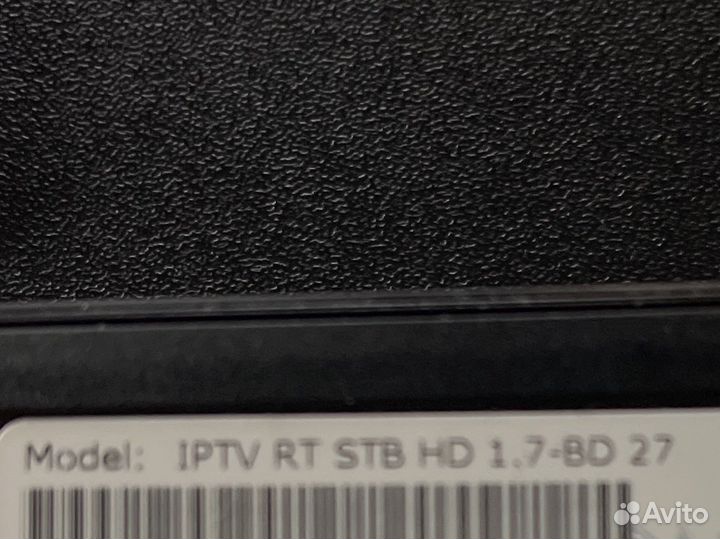 Model: IPTV RT STB HD 1.7-BD 27
Avito